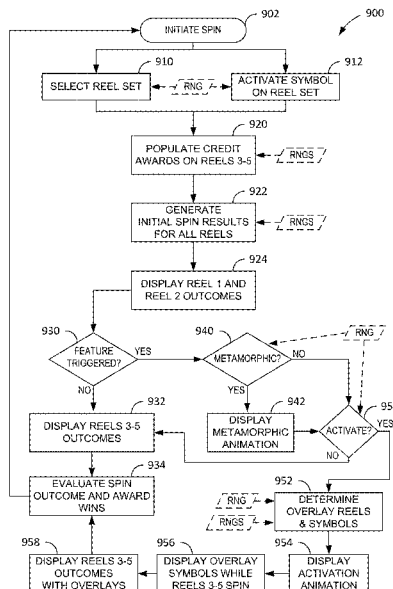 902
INITIATE SPIN
900
910
SELECT REEL SET
RNG
912
ACTIVATE SYMBOL
ON REEL SET
920
POPULATE CREDIT
AWARDS ON REELS 3-5
RNGS
922
GENERATE
INITIAL SPIN RESULTS
FOR ALL REELS
RNGS
924
DISPLAY REEL 1 AND
REEL 2 OUTCOMES
930
FEATURE
TRIGGERED?
YES
NO
940
METAMORPHIC?
NO
YES
RNG
932
DISPLAY REELS 3-5
OUTCOMES
942
DISPLAY
METAMORPHIC
ANIMATION
95
ACTIVATE?
YES
NO
934
EVALUATE SPIN
OUTCOME AND AWARD
WINS
952
RNG
RNGS
DETERMINE
OVERLAY REELS
& SYMBOLS
958
DISPLAY REELS 3-5
OUTCOMES
WITH OVERLAYS
956
DISPLAY OVERLAY
SYMBOLS WHILE
REELS 3-5 SPIN
954
DISPLAY
ACTIVATION
ANIMATION